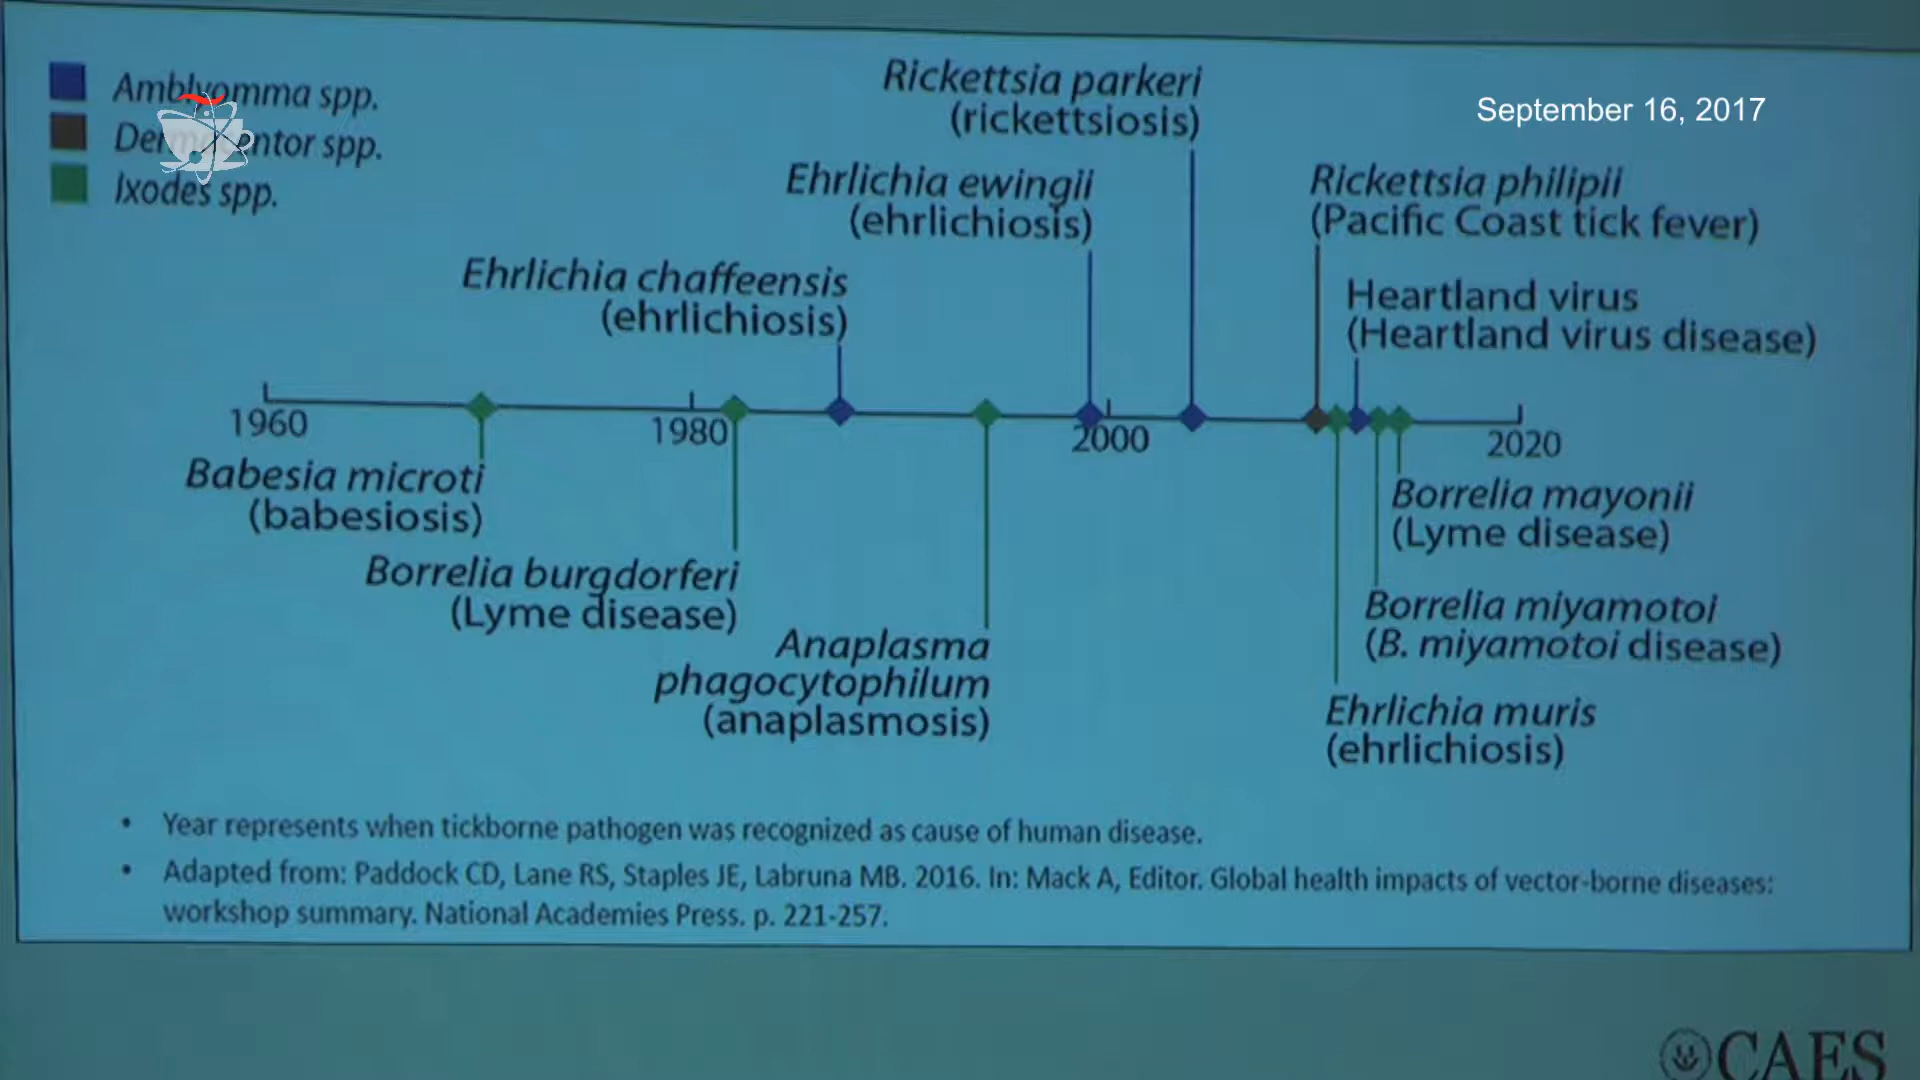 Amblyomma spp.
Dermacentor spp.
Ixodes spp.
September 16, 2017
Rickettsia parkeri
(rickettsiosis)
Ehrlichia ewingii
(ehrlichiosis)
Rickettsia philipii
(Pacific Coast tick fever)
Ehrlichia chaffeensis
(ehrlichiosis)
Heartland virus
(Heartland virus disease)
1960
1980
2000
2020
Babesia microti
(babesiosis)
Borrelia burgdorferi
(Lyme disease)
Anaplasma
phagocytophilum
(anaplasmosis)
Borrelia mayonii
(Lyme disease)
Borrelia miyamotoi
(B. miyamotoi disease)
Ehrlichia muris
(ehrlichiosis)
• Year represents when tickborne pathogen was recognized as cause of human disease.
• Adapted from: Paddock CD, Lane RS, Staples JE, Labruna MB. 2016. In: Mack A, Editor. Global health impacts of vector-borne diseases:
workshop summary. National Academies Press. p. 221-257.
CAES